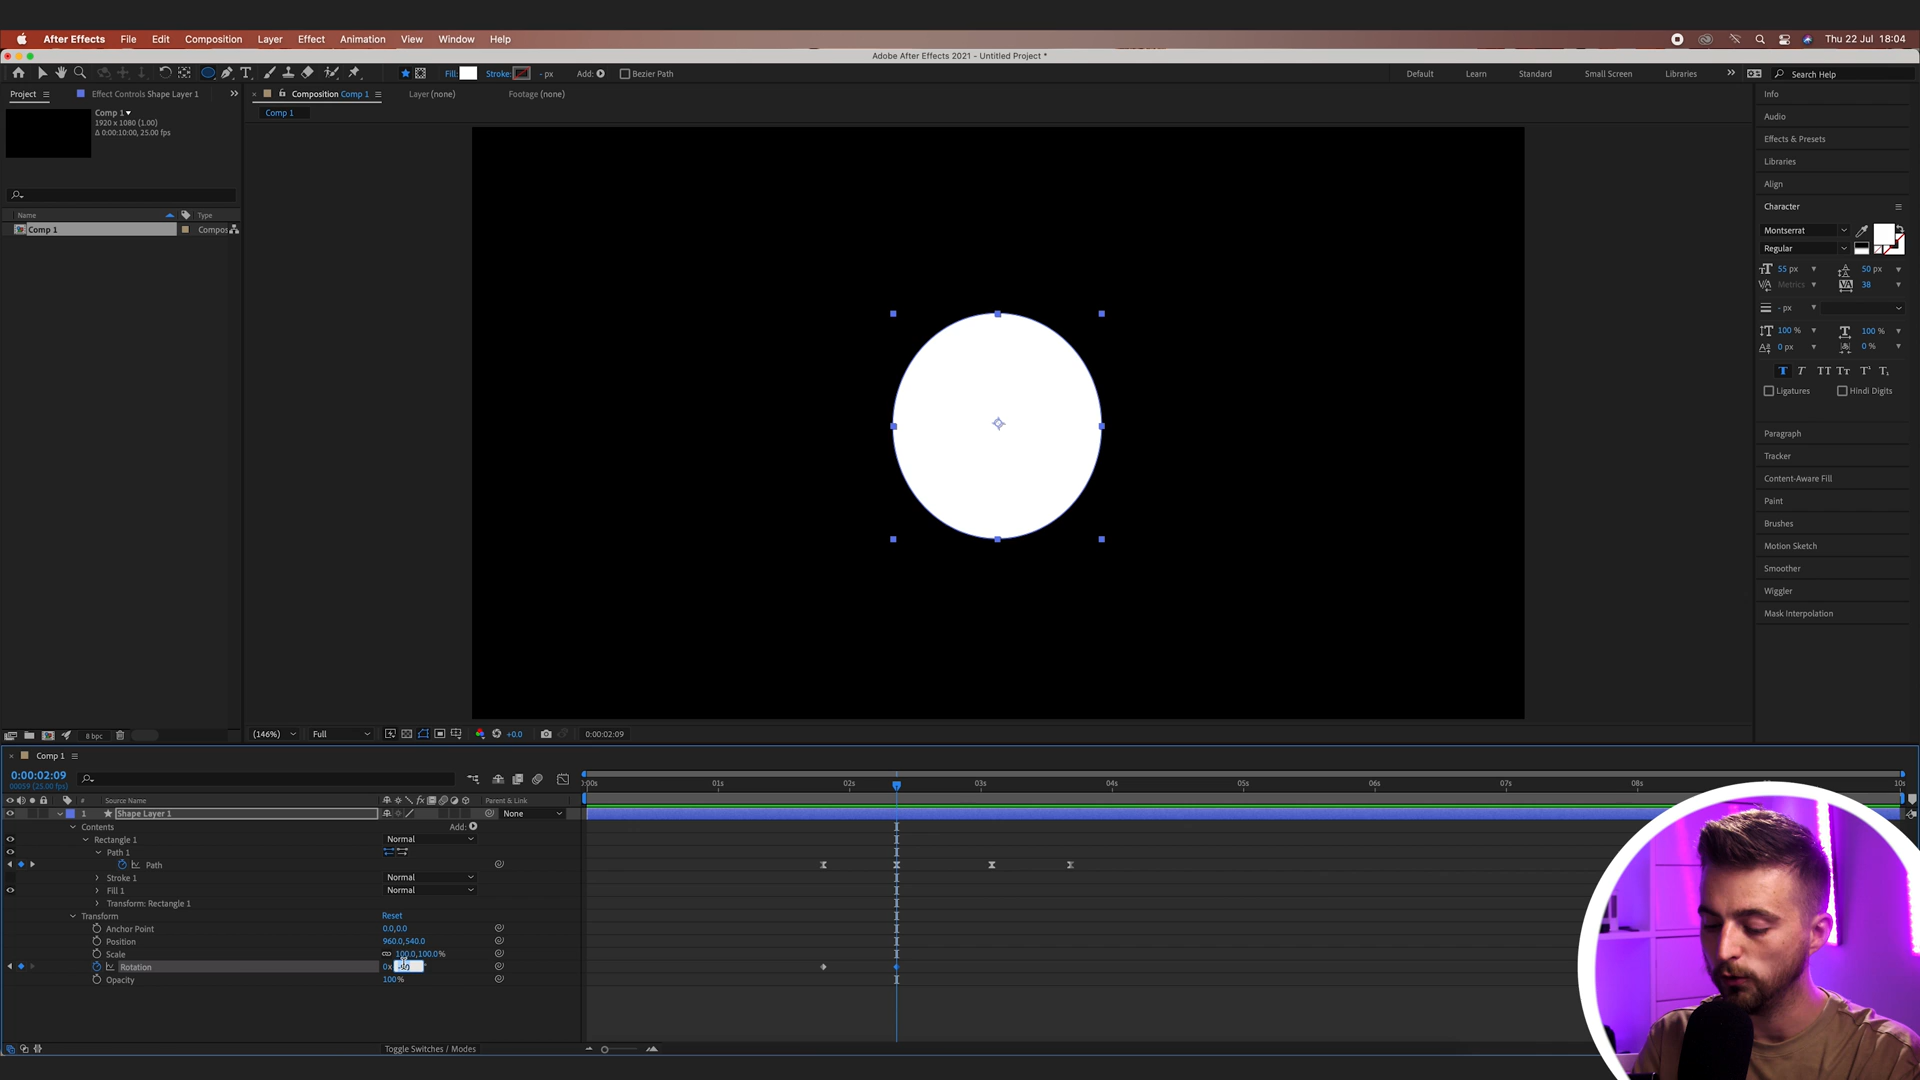 After Effects File Edit Composition Layer Effect Animation View Window Help Thu 22 Jul 18:04
Adobe After Effects 2021 - Untitled Project *
Fill: Stroke: - px Add: Bezier Path Default Learn Standard Small Screen Libraries Search Help
Project Effect Controls Shape Layer 1 Composition Comp 1 Layer (none) Footage (none)
Comp 1
1920 x 1080 (1.00)
Δ 0:00:10:00, 25.00 fps
Comp 1
Name Type
Comp 1 Compos
Info
Audio
Effects & Presets
Libraries
Align
Character
Montserrat
Regular
55 px 50 px
Metrics 38
- px
100 % 100 %
0 px 0 %
Ligatures Hindi Digits
Paragraph
Tracker
Content-Aware Fill
Paint
Brushes
Motion Sketch
Smoother
Wiggler
Mask Interpolation
8 bpc (146%) Full +0.0 0:00:02:09
Comp 1
0:00:02:09
00059 (25.00 fps)
:00s 01s 02s 03s 04s 05s 06s 07s 08s 10s
# Source Name Parent & Link
1 Shape Layer 1 None
Contents Add:
Rectangle 1 Normal
Path 1
Path
Stroke 1 Normal
Fill 1 Normal
Transform: Rectangle 1
Transform Reset
Anchor Point 0.0,0.0
Position 960.0,540.0
Scale 100.0,100.0%
Rotation 0x
Opacity 100%
Toggle Switches / Modes